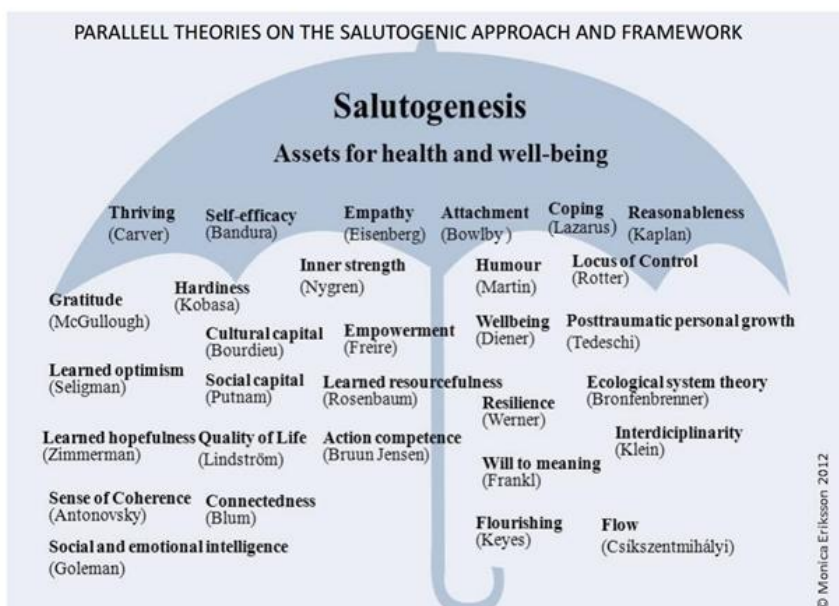 PARALLELL THEORIES ON THE SALUTOGENIC APPROACH AND FRAMEWORK
Salutogenesis
Assets for health and well-being
Thriving
(Carver)
Self-efficacy
(Bandura)
Empathy
(Eisenberg)
Attachment
(Bowlby)
Coping
(Lazarus)
Reasonableness
(Kaplan)
Gratitude
(McGullough)
Hardiness
(Kobasa)
Inner strength
(Nygren)
Humour
(Martin)
Locus of Control
(Rotter)
Cultural capital
(Bourdieu)
Empowerment
(Freire)
Wellbeing
(Diener)
Posttraumatic personal growth
(Tedeschi)
Learned optimism
(Seligman)
Social capital
(Putnam)
Learned resourcefulness
(Rosenbaum)
Resilience
(Werner)
Ecological system theory
(Bronfenbrenner)
Learned hopefulness
(Zimmerman)
Quality of Life
(Lindström)
Action competence
(Bruun Jensen)
Will to meaning
(Frankl)
Interdiciplinarity
(Klein)
Sense of Coherence
(Antonovsky)
Connectedness
(Blum)
Flourishing
(Keyes)
Flow
(Csíkszentmihályi)
Social and emotional intelligence
(Goleman)
© Monica Eriksson 2012